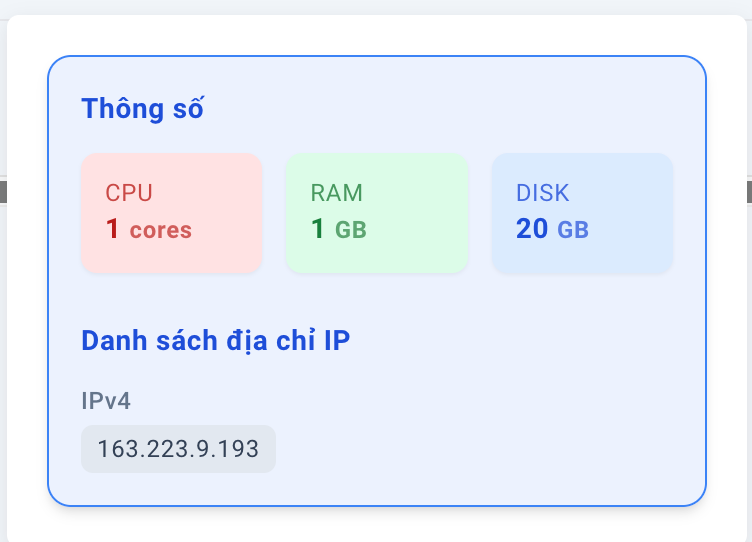 Thông số
CPU
1 cores
RAM
1 GB
DISK
20 GB
Danh sách địa chỉ IP
IPv4
163.223.9.193